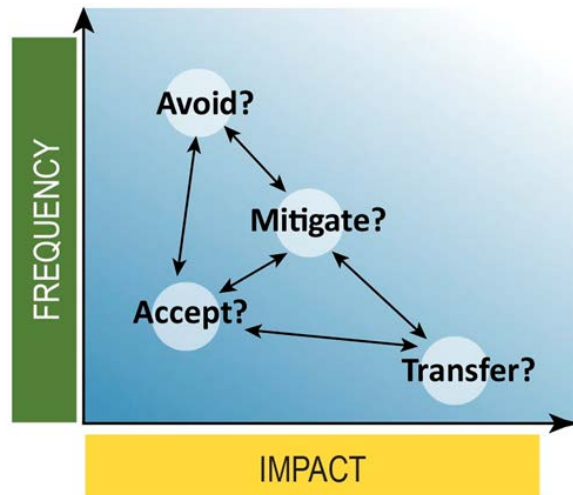 FREQUENCY
Avoid?
Mitigate?
Accept?
Transfer?
IMPACT